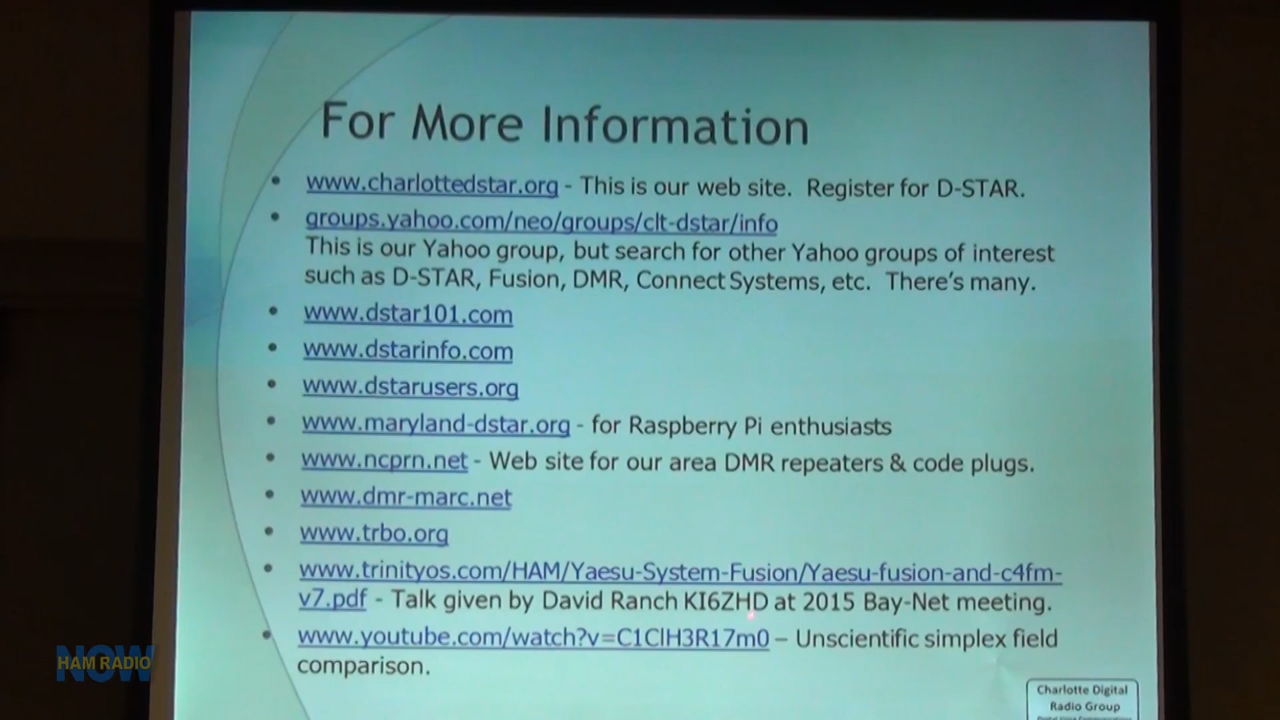 For More Information
• www.charlottedstar.org - This is our web site.  Register for D-STAR.
• groups.yahoo.com/neo/groups/clt-dstar/info
This is our Yahoo group, but search for other Yahoo groups of interest
such as D-STAR, Fusion, DMR, Connect Systems, etc.  There's many.
• www.dstar101.com
• www.dstarinfo.com
• www.dstarusers.org
• www.maryland-dstar.org - for Raspberry Pi enthusiasts
• www.ncprn.net - Web site for our area DMR repeaters & code plugs.
• www.dmr-marc.net
• www.trbo.org
• www.trinityos.com/HAM/Yaesu-System-Fusion/Yaesu-fusion-and-c4fm-
v7.pdf - Talk given by David Ranch KI6ZHD at 2015 Bay-Net meeting.
• www.youtube.com/watch?v=C1ClH3R17m0 – Unscientific simplex field
comparison.
HAM RADIO
NOW
Charlotte Digital
Radio Group